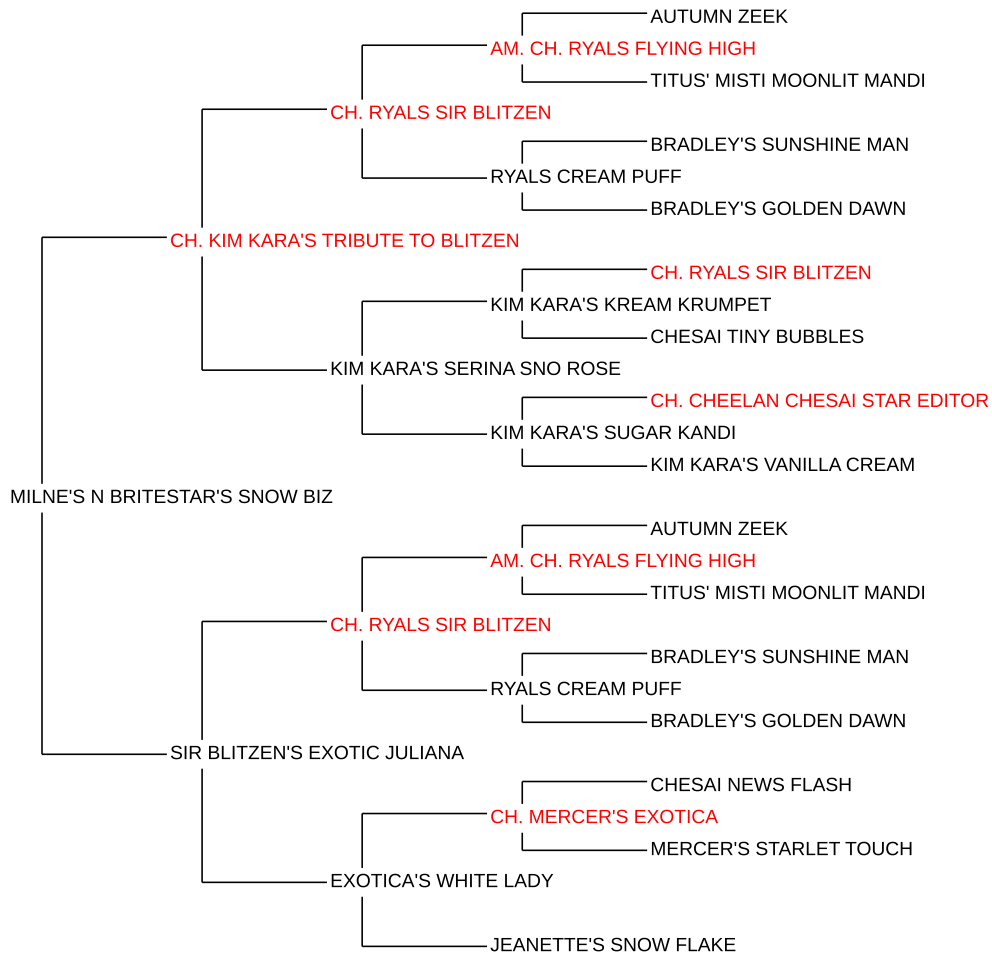 AUTUMN ZEEK
AM. CH. RYALS FLYING HIGH
TITUS' MISTI MOONLIT MANDI
CH. RYALS SIR BLITZEN
BRADLEY'S SUNSHINE MAN
RYALS CREAM PUFF
BRADLEY'S GOLDEN DAWN
CH. KIM KARA'S TRIBUTE TO BLITZEN
CH. RYALS SIR BLITZEN
KIM KARA'S KREAM KRUMPET
CHESAI TINY BUBBLES
KIM KARA'S SERINA SNO ROSE
CH. CHEELAN CHESAI STAR EDITOR
KIM KARA'S SUGAR KANDI
KIM KARA'S VANILLA CREAM
MILNE'S N BRITESTAR'S SNOW BIZ
AUTUMN ZEEK
AM. CH. RYALS FLYING HIGH
TITUS' MISTI MOONLIT MANDI
CH. RYALS SIR BLITZEN
BRADLEY'S SUNSHINE MAN
RYALS CREAM PUFF
BRADLEY'S GOLDEN DAWN
SIR BLITZEN'S EXOTIC JULIANA
CHESAI NEWS FLASH
CH. MERCER'S EXOTICA
MERCER'S STARLET TOUCH
EXOTICA'S WHITE LADY
JEANETTE'S SNOW FLAKE